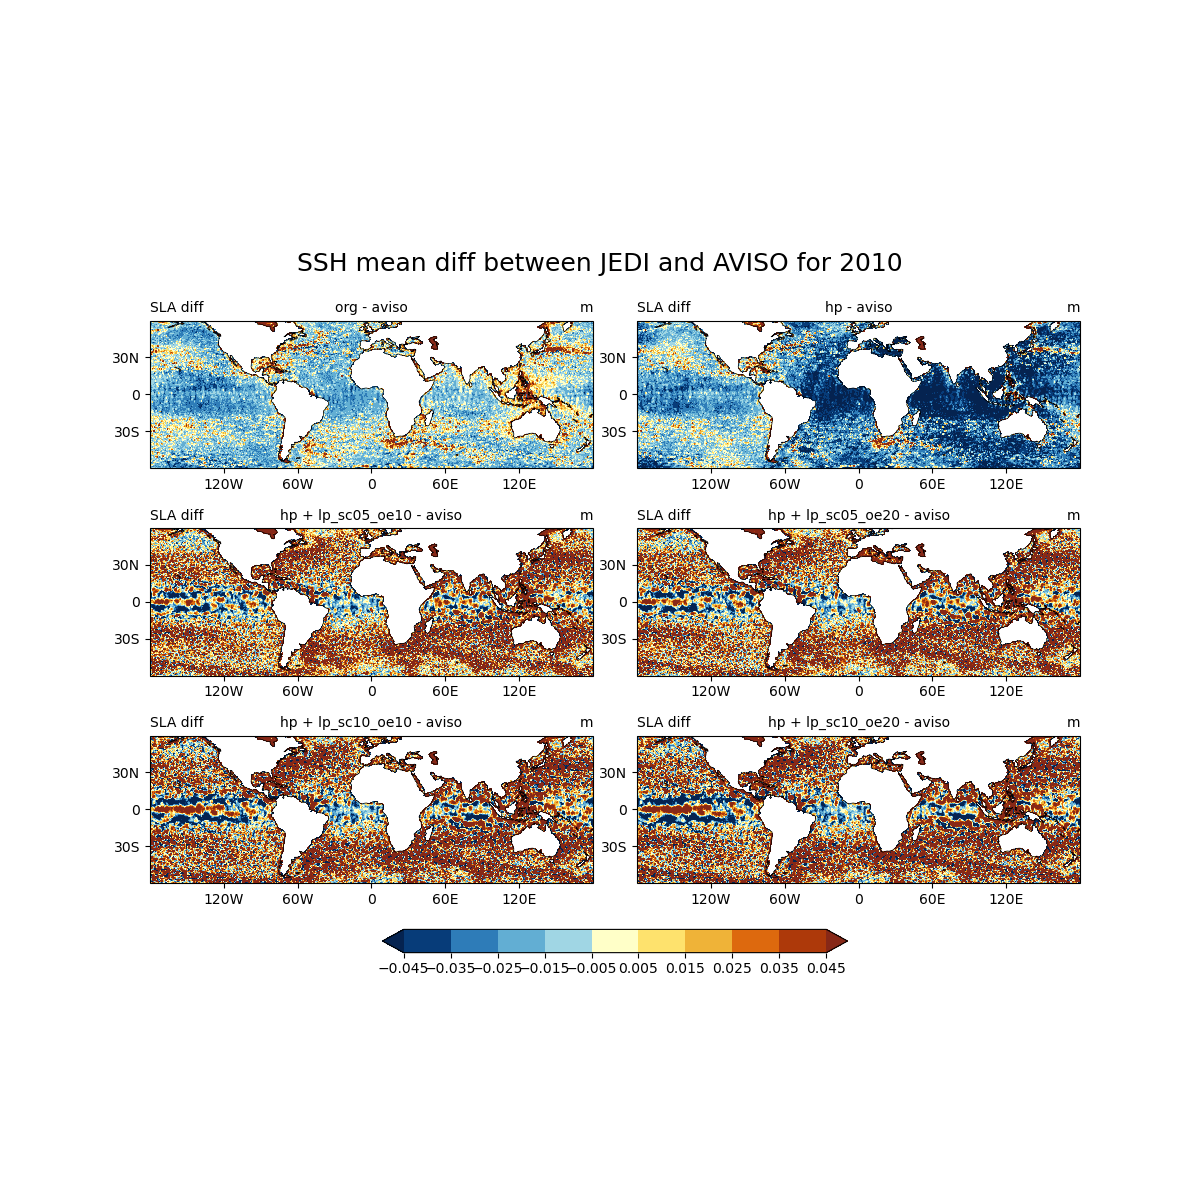 SSH mean diff between JEDI and AVISO for 2010
SLA diff org - aviso m SLA diff hp - aviso m
30N 30N
0 0
30S 30S
120W 60W 0 60E 120E 120W 60W 0 60E 120E
SLA diff hp + lp_sc05_oe10 - aviso m SLA diff hp + lp_sc05_oe20 - aviso m
30N 30N
0 0
30S 30S
120W 60W 0 60E 120E 120W 60W 0 60E 120E
SLA diff hp + lp_sc10_oe10 - aviso m SLA diff hp + lp_sc10_oe20 - aviso m
30N 30N
0 0
30S 30S
120W 60W 0 60E 120E 120W 60W 0 60E 120E
−0.045 −0.035 −0.025 −0.015 −0.005 0.005 0.015 0.025 0.035 0.045